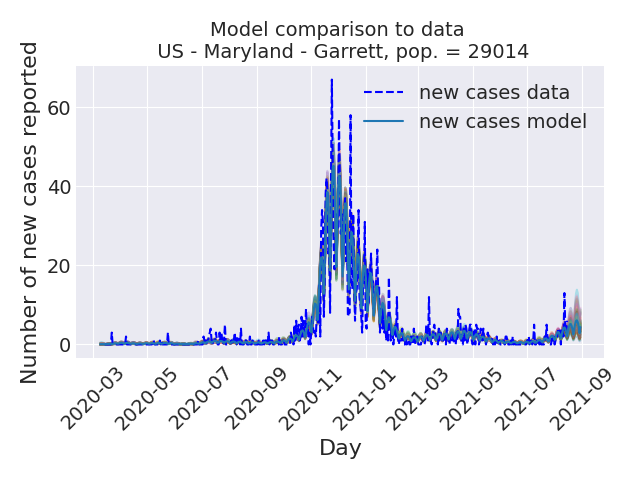 Model comparison to data
US - Maryland - Garrett, pop. = 29014
Number of new cases reported
60
40
20
0
new cases data
new cases model
2020-03
2020-05
2020-07
2020-09
2020-11
2021-01
2021-03
2021-05
2021-07
2021-09
Day